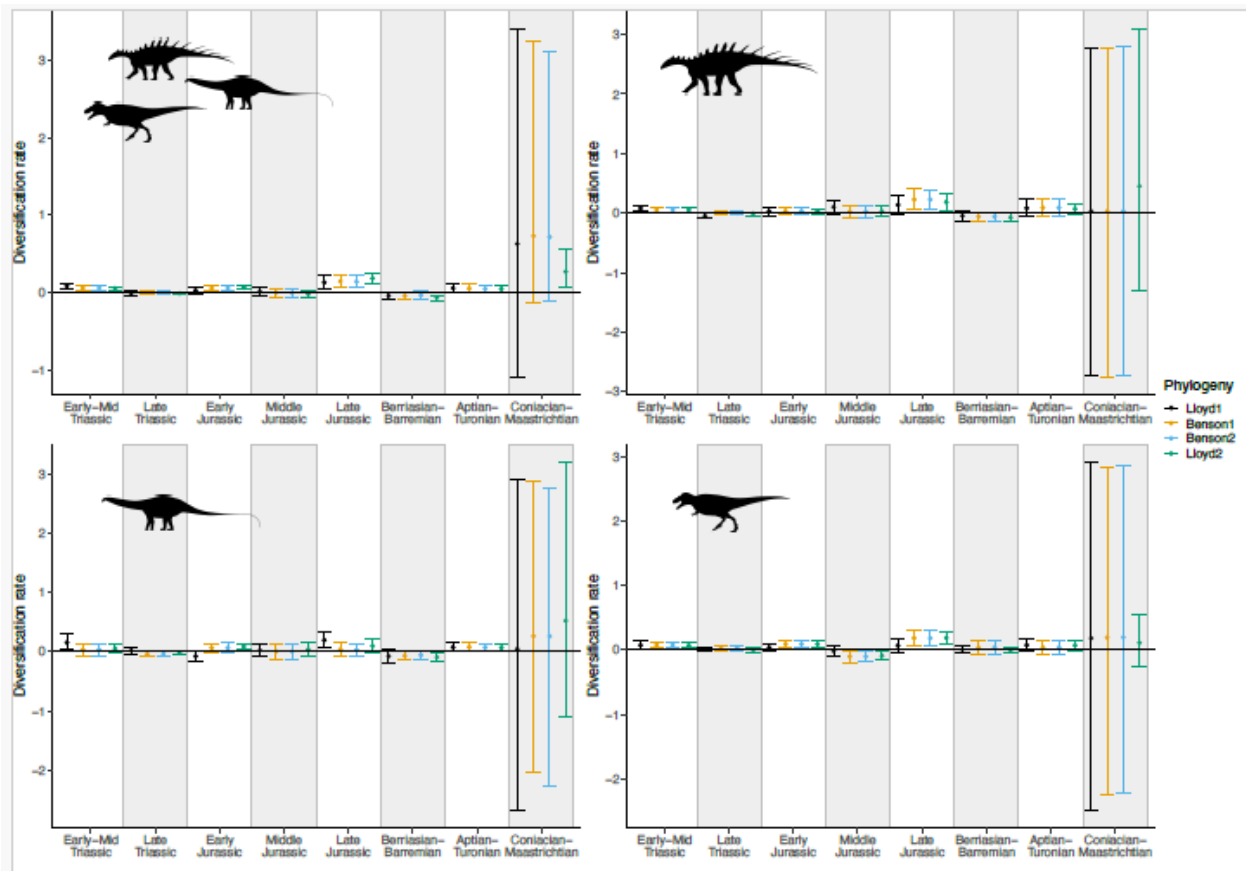 Diversification rate
3
2
1
0
-1
Early-Mid Triassic
Late Triassic
Early Jurassic
Middle Jurassic
Late Jurassic
Berriasian-Barremian
Aptian-Turonian
Coniacian-Maastrichtian
Diversification rate
3
2
1
0
-1
-2
-3
Early-Mid Triassic
Late Triassic
Early Jurassic
Middle Jurassic
Late Jurassic
Berriasian-Barremian
Aptian-Turonian
Coniacian-Maastrichtian
Phylogeny
Lloyd1
Benson1
Benson2
Lloyd2
Diversification rate
3
2
1
0
-1
-2
Early-Mid Triassic
Late Triassic
Early Jurassic
Middle Jurassic
Late Jurassic
Berriasian-Barremian
Aptian-Turonian
Coniacian-Maastrichtian
Diversification rate
3
2
1
0
-1
-2
Early-Mid Triassic
Late Triassic
Early Jurassic
Middle Jurassic
Late Jurassic
Berriasian-Barremian
Aptian-Turonian
Coniacian-Maastrichtian